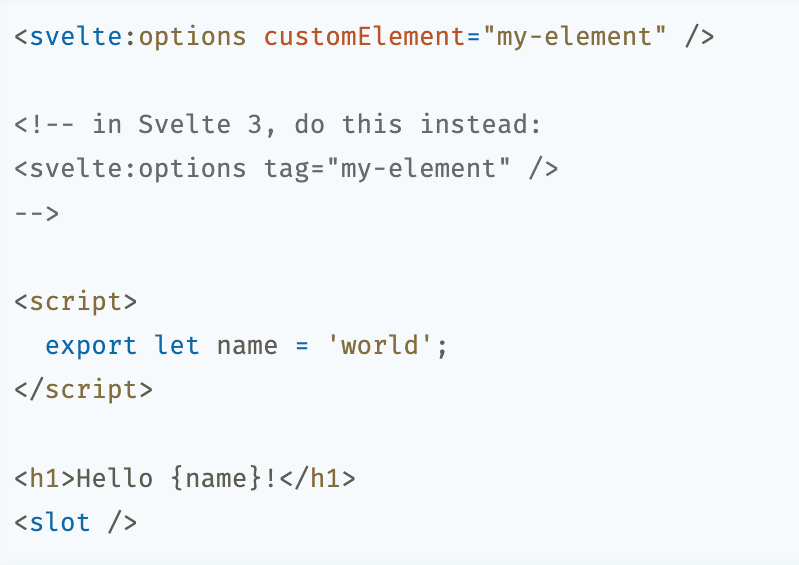 <svelte:options customElement="my-element" />
<!-- in Svelte 3, do this instead:
<svelte:options tag="my-element" />
-->
<script>
  export let name = 'world';
</script>
<h1>Hello {name}!</h1>
<slot />